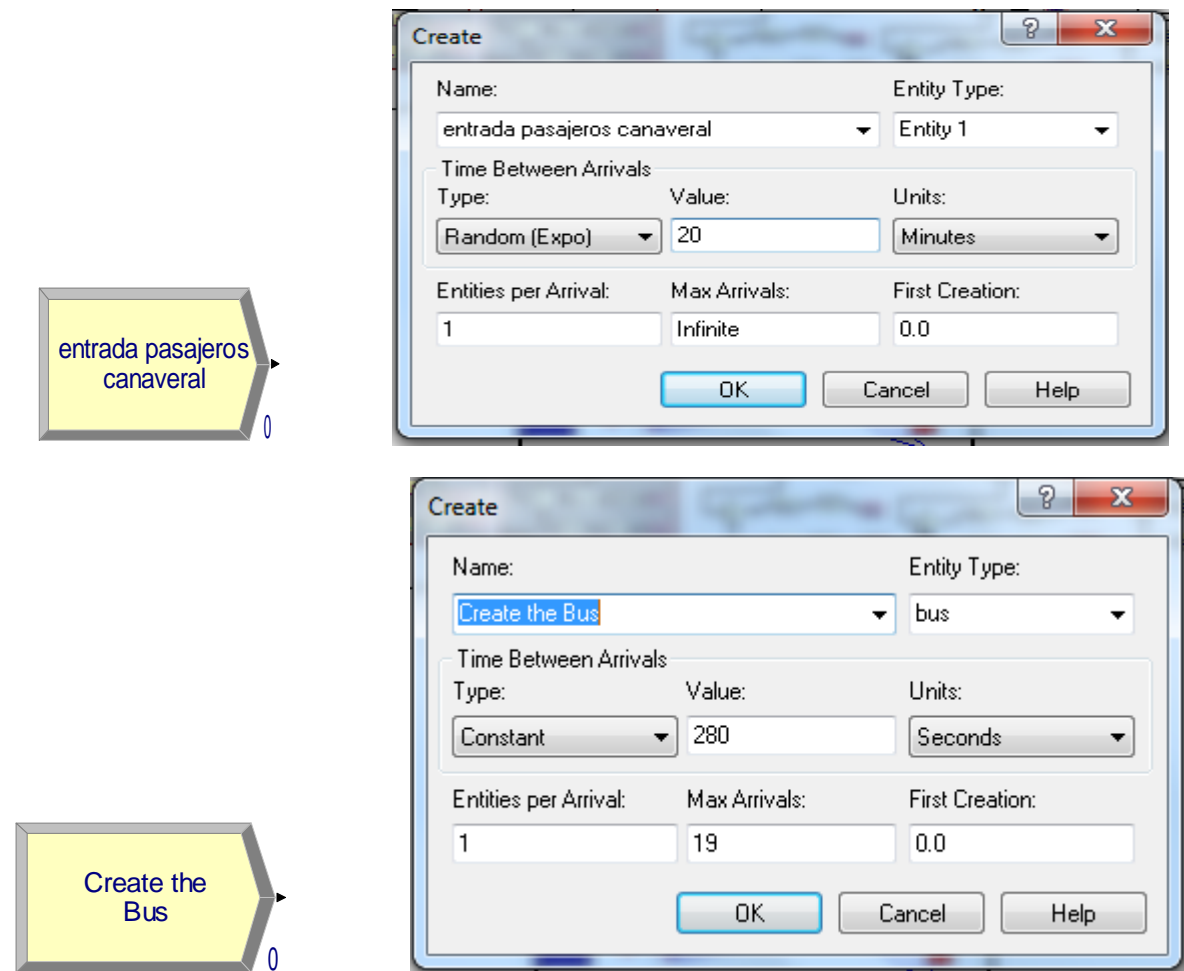 Create
Name:
Entity Type:
entrada pasajeros canaveral
Entity 1
Time Between Arrivals
Type:
Value:
Units:
Random (Expo)
20
Minutes
Entities per Arrival:
Max Arrivals:
First Creation:
1
Infinite
0.0
OK
Cancel
Help
entrada pasajeros
canaveral
0
Create
Name:
Entity Type:
Create the Bus
bus
Time Between Arrivals
Type:
Value:
Units:
Constant
280
Seconds
Entities per Arrival:
Max Arrivals:
First Creation:
1
19
0.0
OK
Cancel
Help
Create the
Bus
0